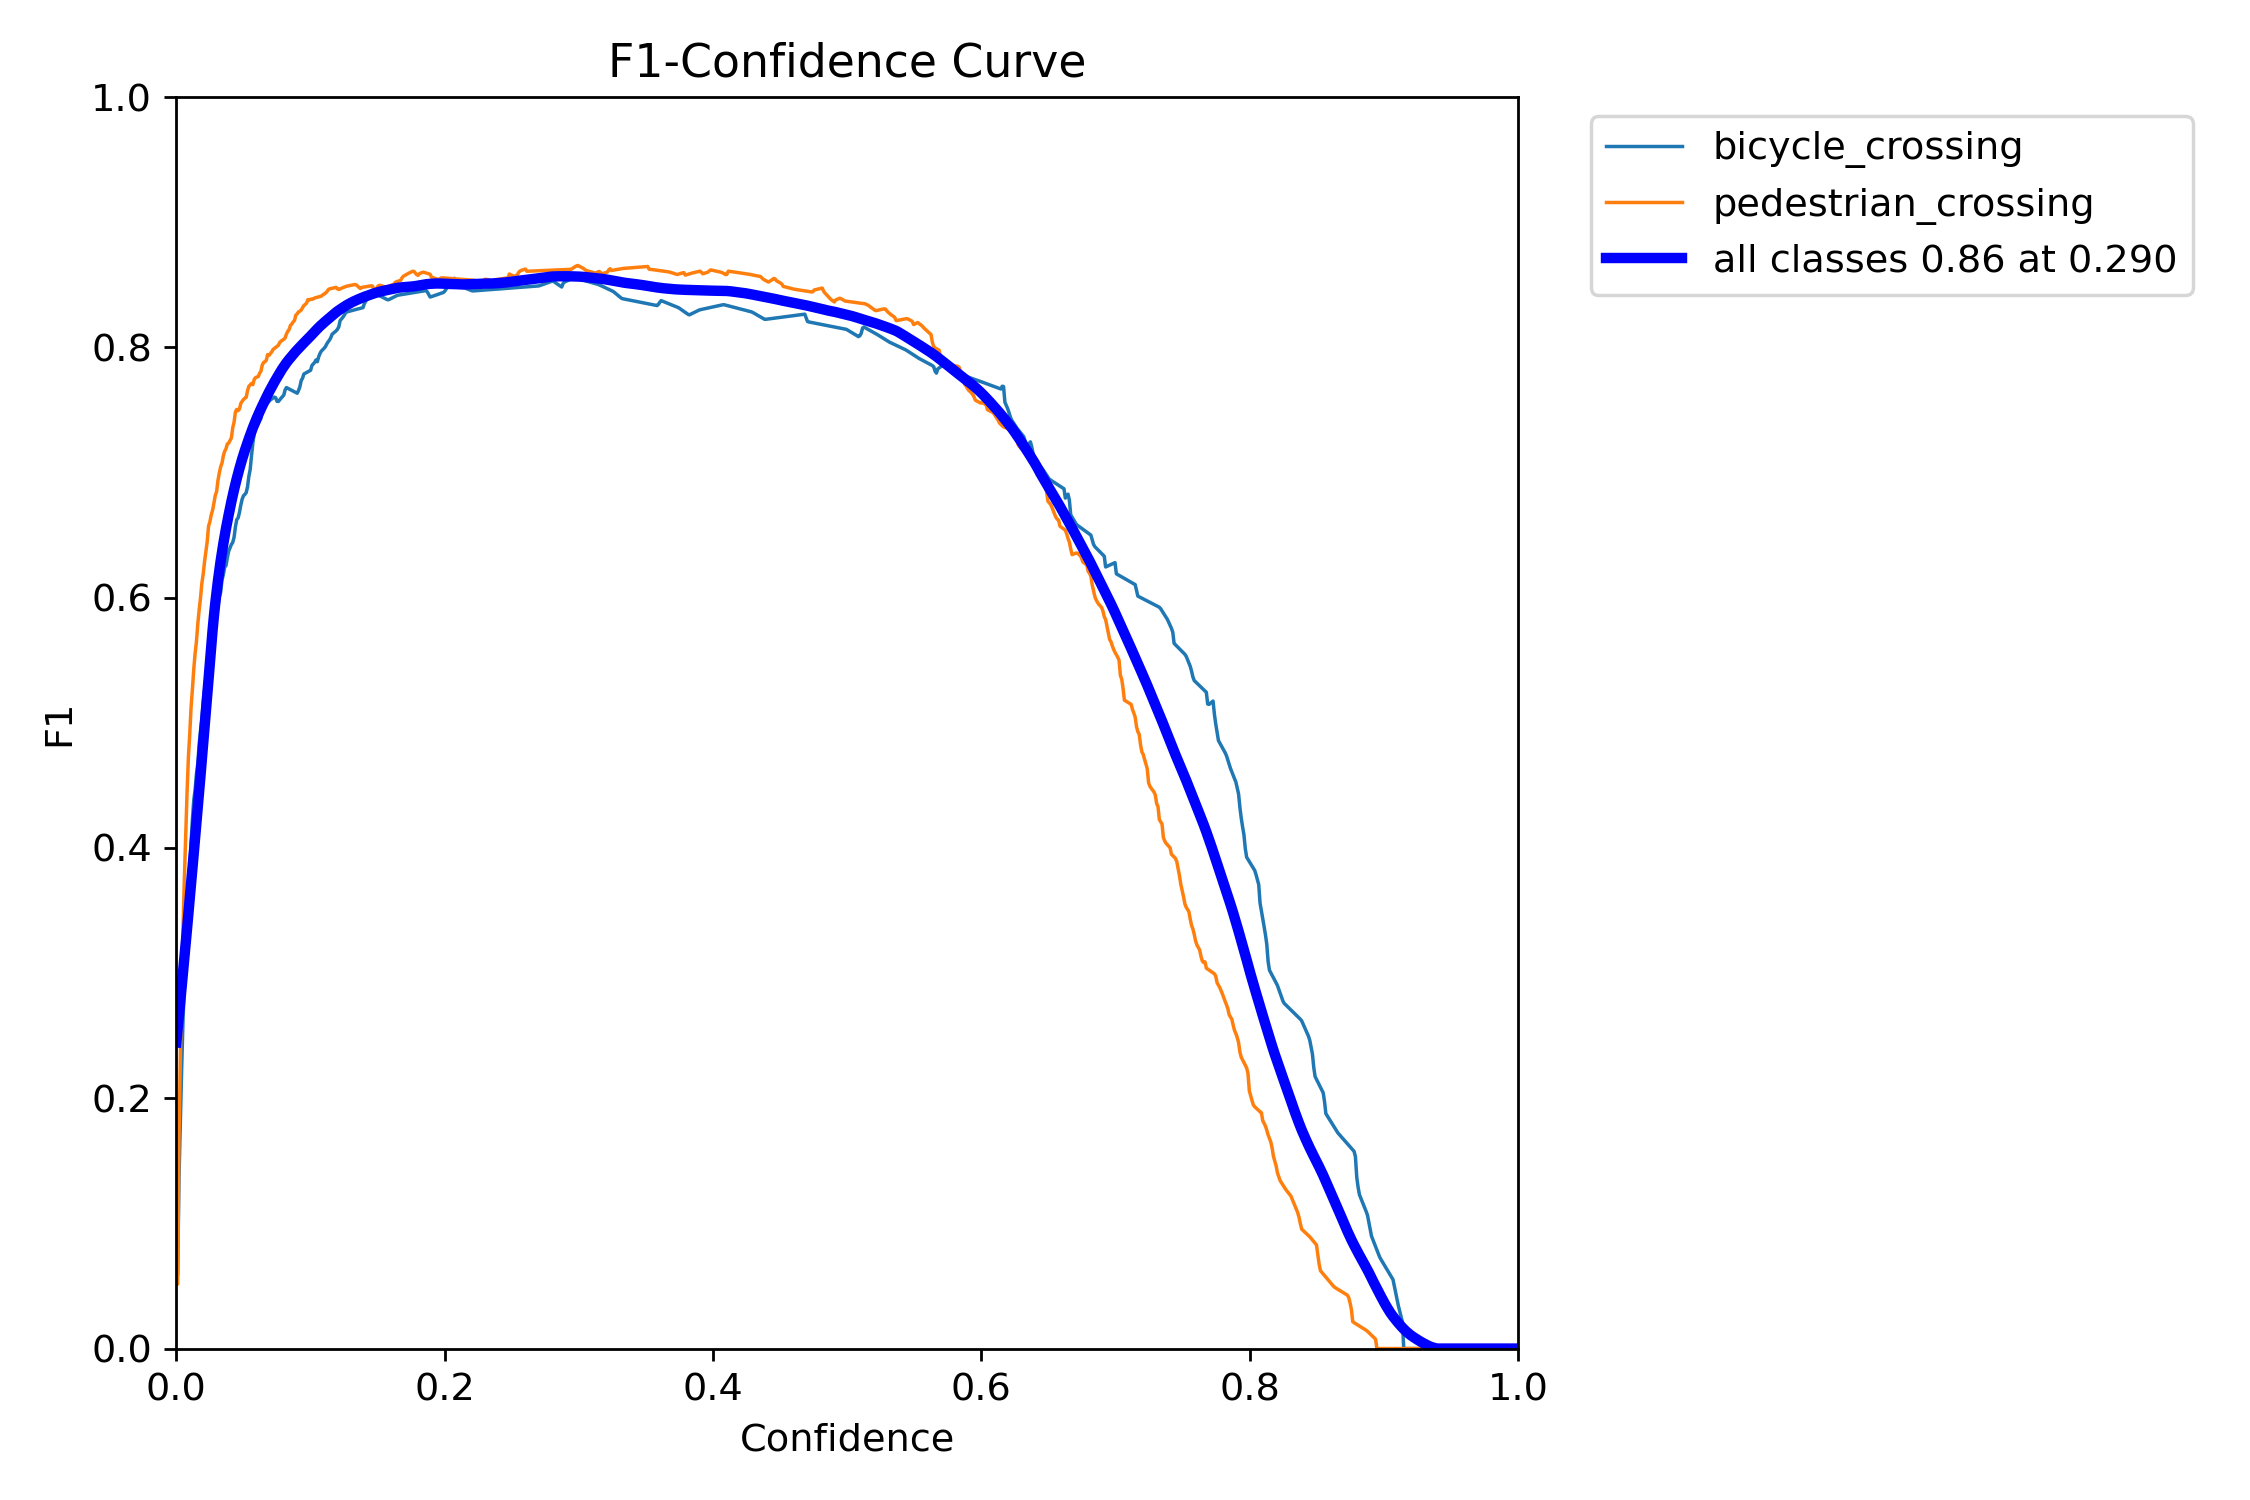 F1-Confidence Curve
1.0
0.8
0.6
0.4
0.2
0.0
F1
0.0 0.2 0.4 0.6 0.8 1.0
Confidence
bicycle_crossing
pedestrian_crossing
all classes 0.86 at 0.290